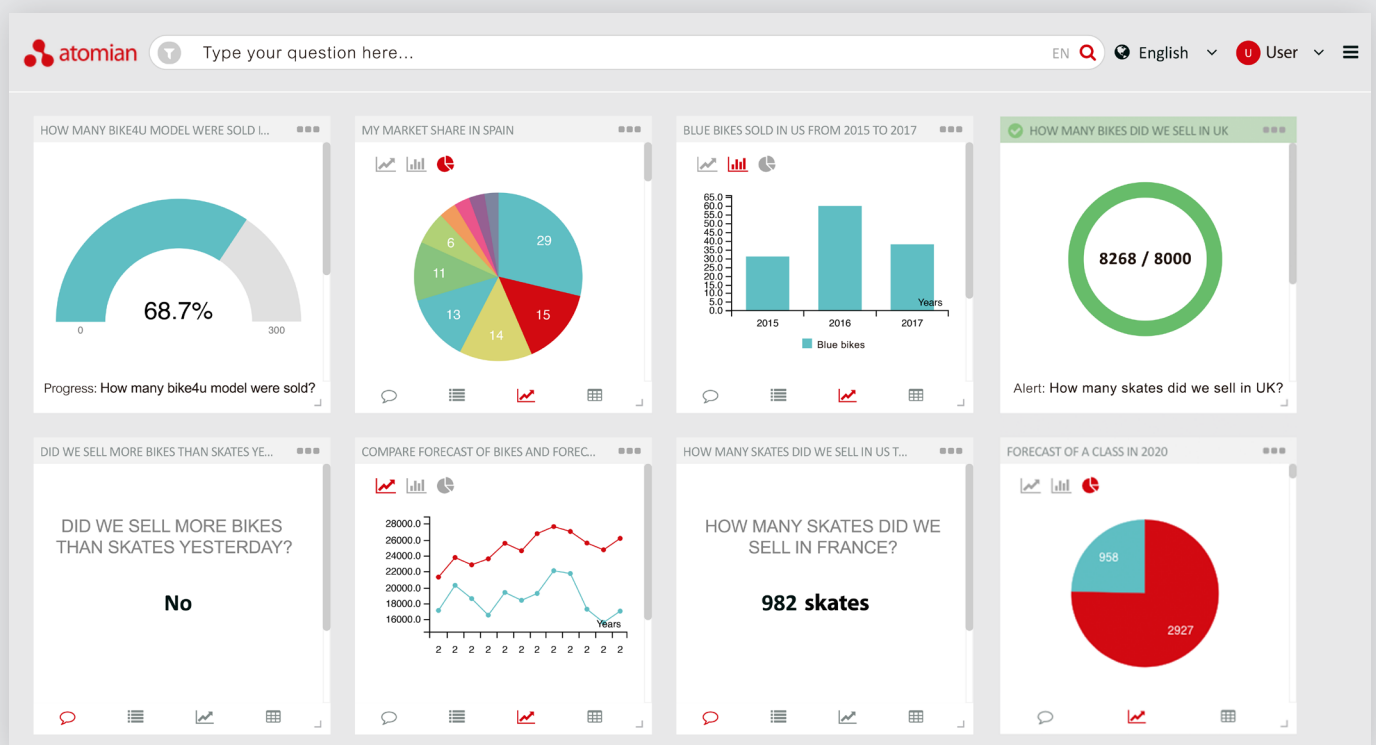 atomian
Type your question here...
EN
English
U
User
HOW MANY BIKE4U MODEL WERE SOLD I...
68.7%
0
300
Progress: How many bike4u model were sold?
MY MARKET SHARE IN SPAIN
29
15
14
13
11
6
BLUE BIKES SOLD IN US FROM 2015 TO 2017
65.0
60.0
55.0
50.0
45.0
40.0
35.0
30.0
25.0
20.0
15.0
10.0
5.0
0.0
Years
2015 2016 2017
Blue bikes
HOW MANY BIKES DID WE SELL IN UK
8268 / 8000
Alert: How many skates did we sell in UK?
DID WE SELL MORE BIKES THAN SKATES YE...
DID WE SELL MORE BIKES
THAN SKATES YESTERDAY?
No
COMPARE FORECAST OF BIKES AND FOREC...
28000.0
26000.0
24000.0
22000.0
20000.0
18000.0
16000.0
Years
2 2 2 2 2 2 2 2 2 2 2 2
HOW MANY SKATES DID WE SELL IN US T...
HOW MANY SKATES DID WE
SELL IN FRANCE?
982 skates
FORECAST OF A CLASS IN 2020
958
2927